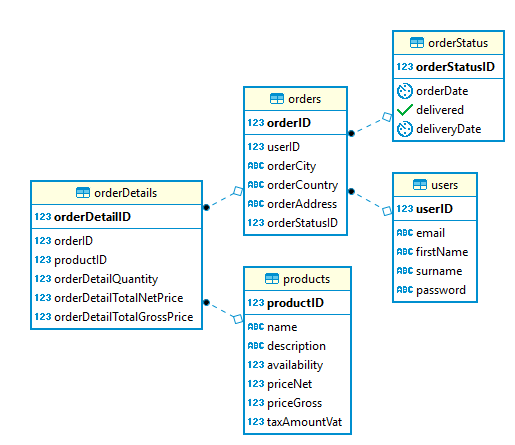 orderStatus
123 orderStatusID
orderDate
delivered
deliveryDate
orders
123 orderID
123 userID
ABC orderCity
ABC orderCountry
ABC orderAddress
123 orderStatusID
users
123 userID
ABC email
ABC firstName
ABC surname
ABC password
orderDetails
123 orderDetailID
123 orderID
123 productID
123 orderDetailQuantity
123 orderDetailTotalNetPrice
123 orderDetailTotalGrossPrice
products
123 productID
ABC name
ABC description
123 availability
123 priceNet
123 priceGross
123 taxAmountVat